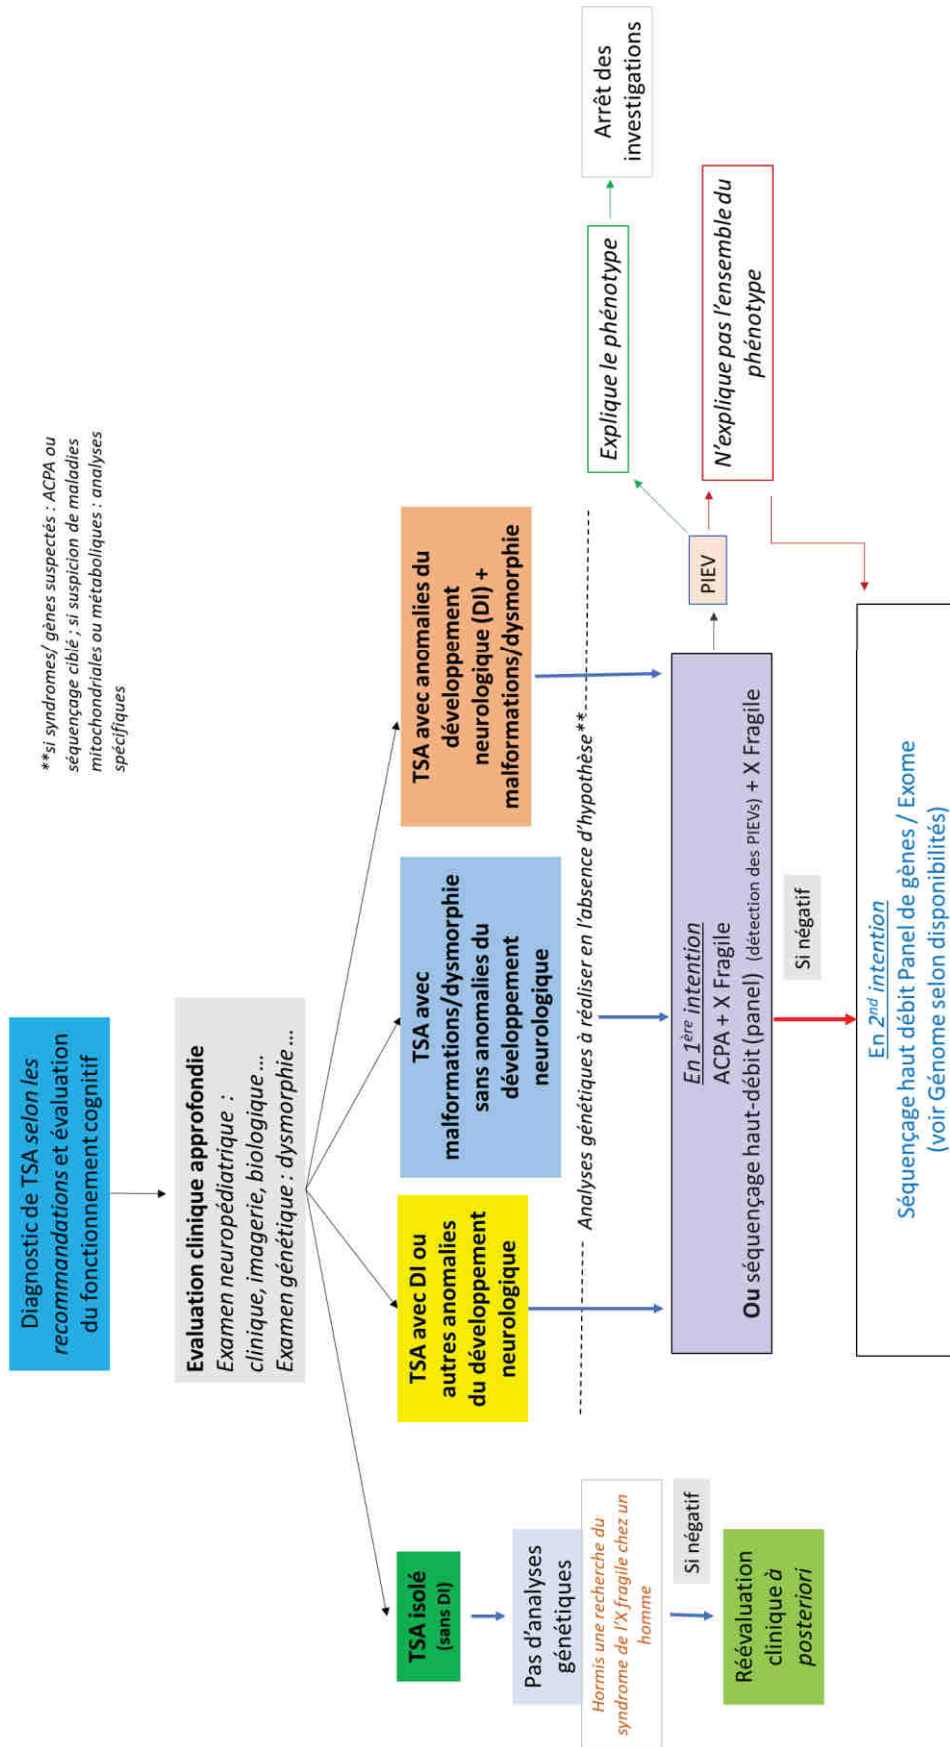 Diagnostic de TSA selon les
recommandations et évaluation
du fonctionnement cognitif
**si syndromes/ gènes suspectés : ACPA ou
séquençage ciblé ; si suspicion de maladies
mitochondriales ou métaboliques : analyses
spécifiques
Evaluation clinique approfondie
Examen neuropédiatrique :
clinique, imagerie, biologique...
Examen génétique : dysmorphie ...
TSA isolé
(sans DI)
TSA avec DI ou
autres anomalies
du développement
neurologique
TSA avec
malformations/dysmorphie
sans anomalies du
développement
neurologique
TSA avec anomalies du
développement
neurologique (DI) +
malformations/dysmorphie
Pas d'analyses
génétiques
Hormis une recherche du
syndrome de l'X fragile chez un
homme
Si négatif
Réévaluation
clinique à
posteriori
Analyses génétiques à réaliser en l'absence d'hypothèse**
En 1ère intention
ACPA + X Fragile
Ou séquençage haut-débit (panel) (détection des PIEVs) + X Fragile
PIEV
Explique le phénotype
Arrêt des
investigations
N'explique pas l'ensemble du
phénotype
Si négatif
En 2nd intention
Séquençage haut débit Panel de gènes / Exome
(voir Génome selon disponibilités)